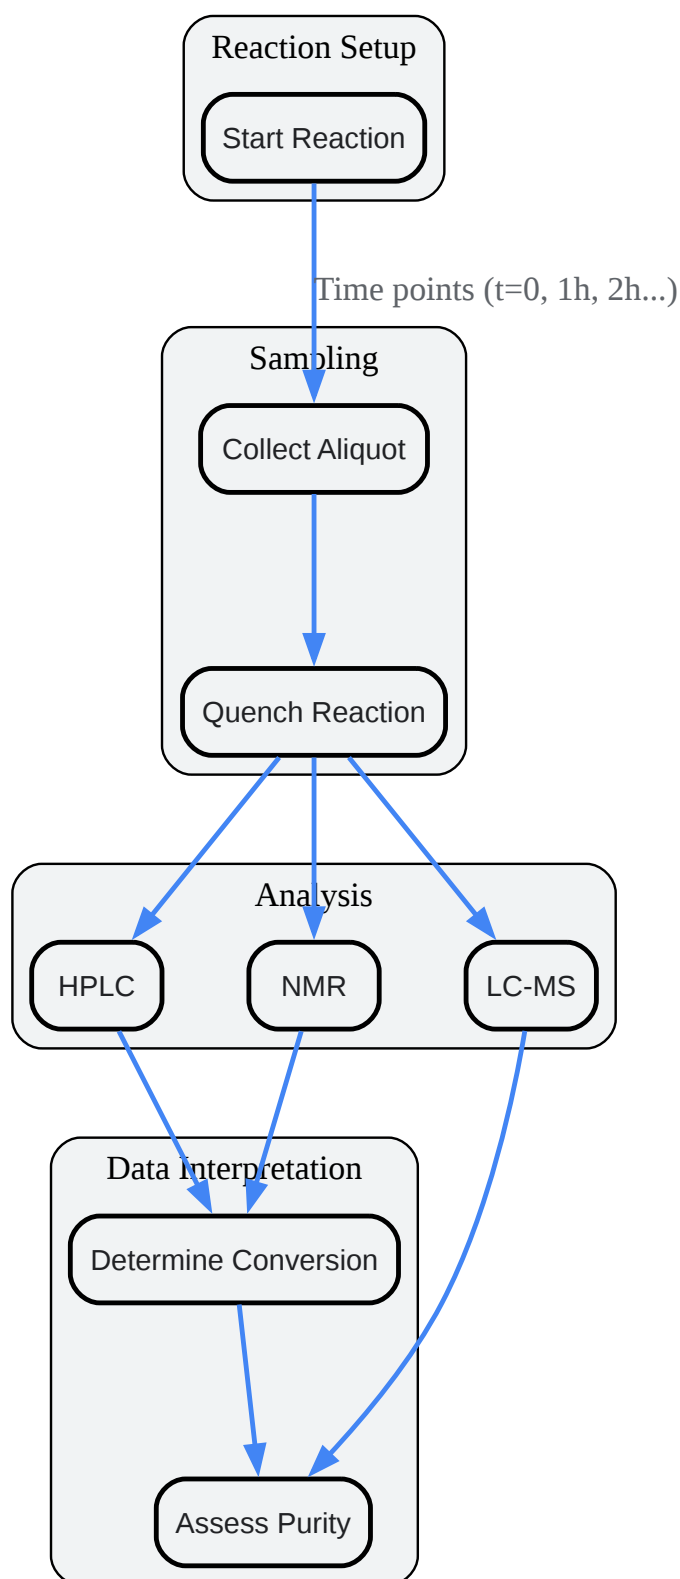 Reaction Setup
Start Reaction
Time points (t=0, 1h, 2h...)
Sampling
Collect Aliquot
Quench Reaction
Analysis
HPLC
NMR
LC-MS
Data Interpretation
Determine Conversion
Assess Purity